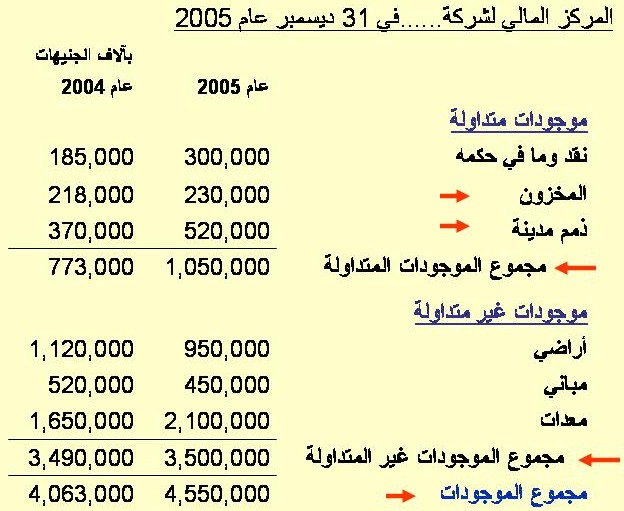 المركز المالي لشركة......في 31 ديسمبر عام 2005
بآلاف الجنيهات
عام 2005 عام 2004
موجودات متداولة
نقد وما في حكمه 300,000 185,000
المخزون 230,000 218,000
ذمم مدينة 520,000 370,000
مجموع الموجودات المتداولة 1,050,000 773,000
موجودات غير متداولة
أراضي 950,000 1,120,000
مباني 450,000 520,000
معدات 2,100,000 1,650,000
مجموع الموجودات غير المتداولة 3,500,000 3,490,000
مجموع الموجودات 4,550,000 4,063,000